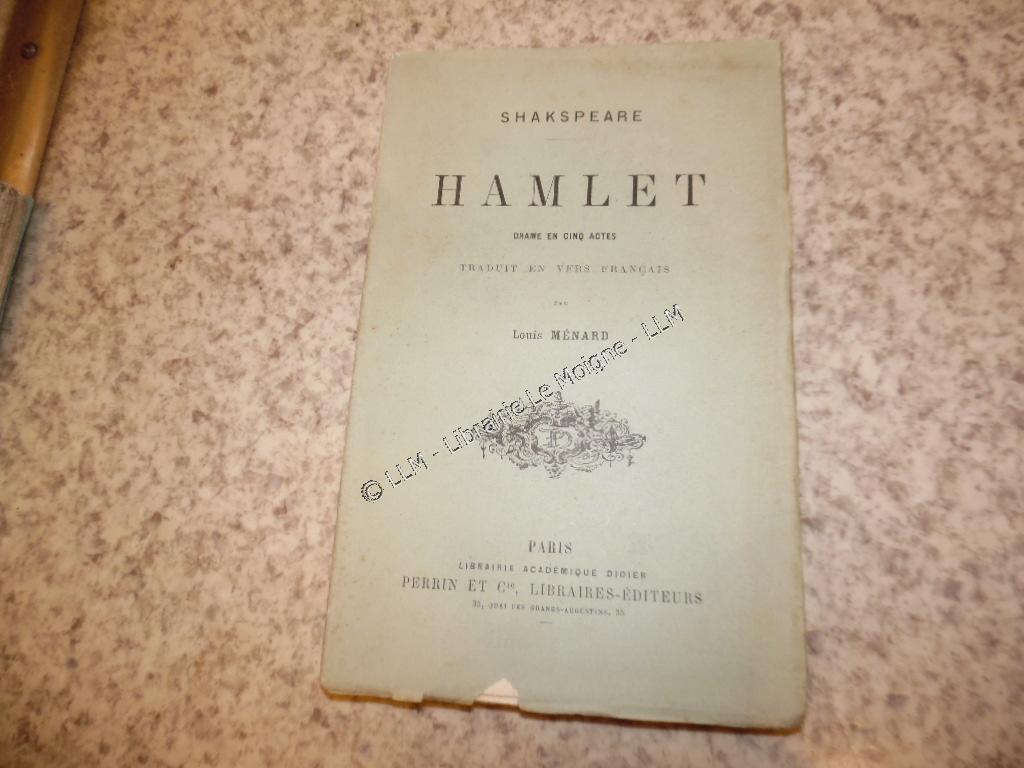 SHAKSPEARE
HAMLET
DRAME EN CINQ ACTES
TRADUIT EN VERS FRANÇAIS
PAR
Louis MÉNARD
© LLM - Librairie Le Moigne - LLM
PARIS
LIBRAIRIE ACADÉMIQUE DIDIER
PERRIN ET Cie, LIBRAIRES-ÉDITEURS
35, QUAI DES GRANDS-AUGUSTINS, 35